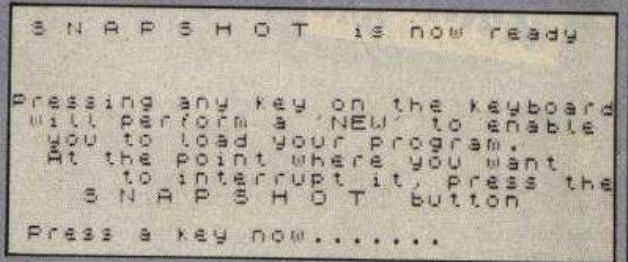 S N A P S H O T is now ready
Pressing any key on the keyboard
will perform a 'NEW' to enable
you to load your program.
At the point where you want
to interrupt it, press the
S N A P S H O T button
Press a key now.......